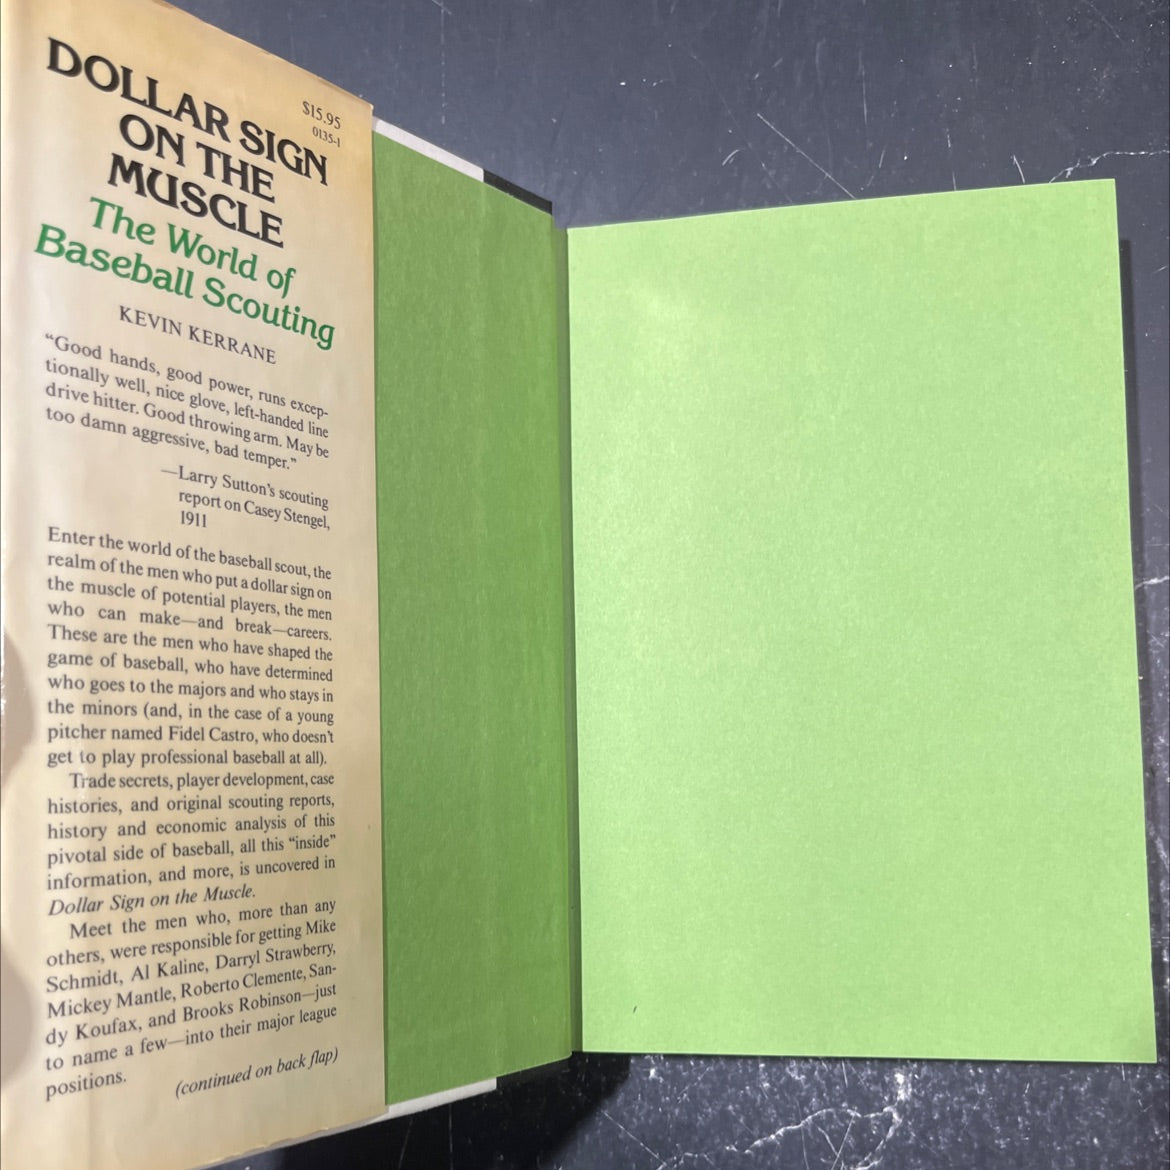 $15.95
0135-1
DOLLAR SIGN
ON THE
MUSCLE
The World of
Baseball Scouting
KEVIN KERRANE
“Good hands, good power, runs excep-
tionally well, nice glove, left-handed line
drive hitter. Good throwing arm. May be
too damn aggressive, bad temper.”
—Larry Sutton’s scouting
report on Casey Stengel,
1911
Enter the world of the baseball scout, the
realm of the men who put a dollar sign on
the muscle of potential players, the men
who can make—and break—careers.
These are the men who have shaped the
game of baseball, who have determined
who goes to the majors and who stays in
the minors (and, in the case of a young
pitcher named Fidel Castro, who doesn’t
get to play professional baseball at all).
Trade secrets, player development, case
histories, and original scouting reports,
history and economic analysis of this
pivotal side of baseball, all this “inside”
information, and more, is uncovered in
Dollar Sign on the Muscle.
Meet the men who, more than any
others, were responsible for getting Mike
Schmidt, Al Kaline, Darryl Strawberry,
Mickey Mantle, Roberto Clemente, San-
dy Koufax, and Brooks Robinson—just
to name a few—into their major league
positions.
(continued on back flap)